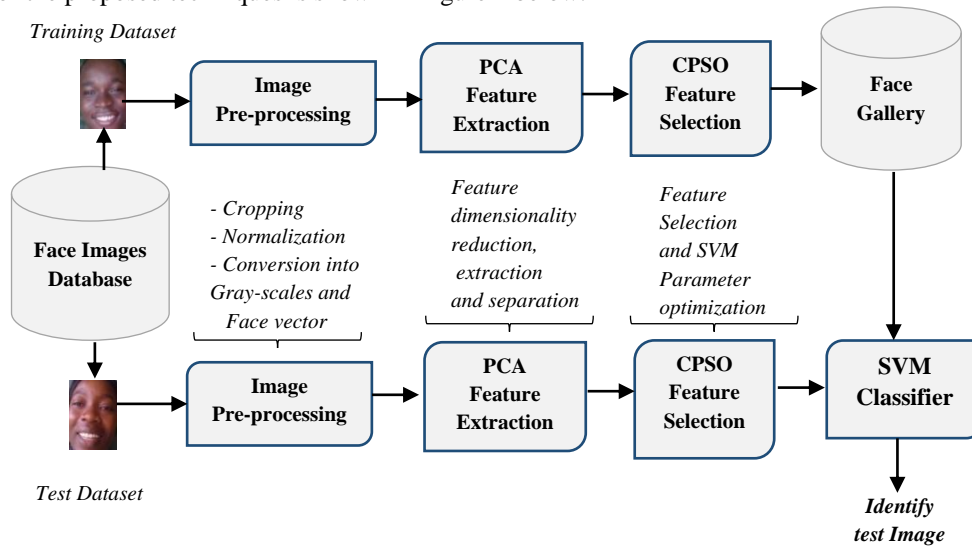 the proposed
Training Dataset
Image
Pre-processing
PCA
Feature
Extraction
CPSO
Feature
Selection
Face
Gallery
Face Images
Database
- Cropping
- Normalization
- Conversion into
Gray-scales and
Face vector
Feature
dimensionality
reduction,
extraction
and separation
Feature
Selection
and SVM
Parameter
optimization
Image
Pre-processing
PCA
Feature
Extraction
CPSO
Feature
Selection
SVM
Classifier
Test Dataset
Identify
test Image